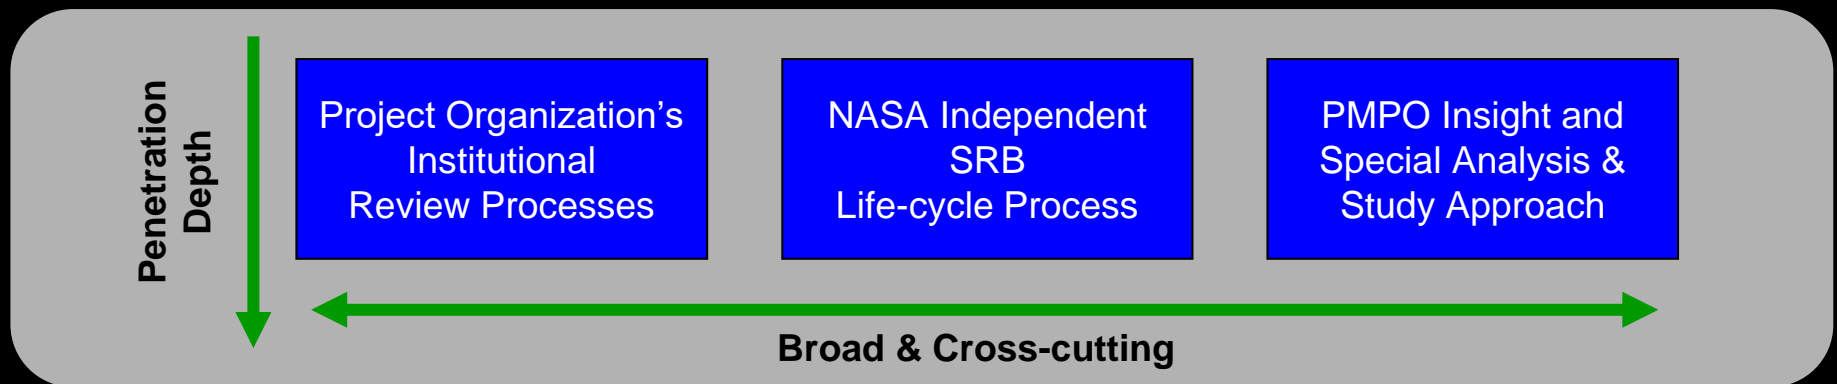 Penetration
Depth
Project Organization’s
Institutional
Review Processes
NASA Independent
SRB
Life-cycle Process
PMPO Insight and
Special Analysis &
Study Approach
Broad & Cross-cutting